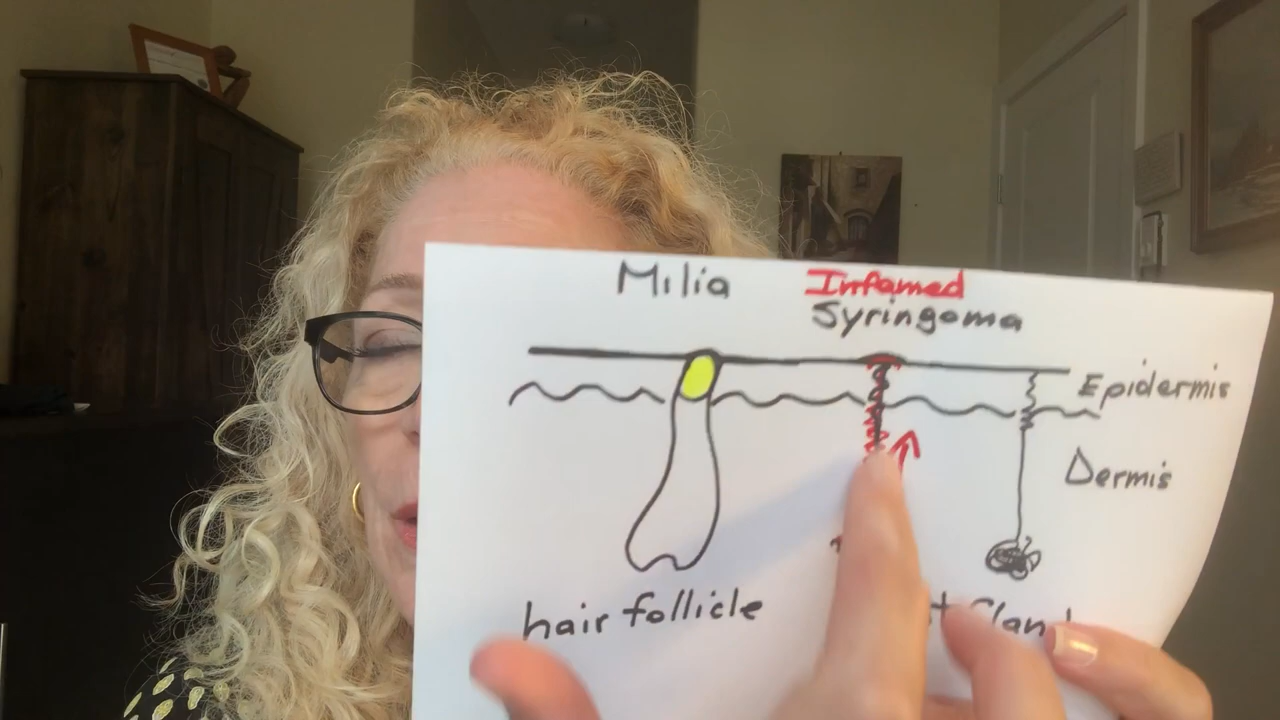 Milia
Infamed
Syringoma
Epidermis
Dermis
hair follicle